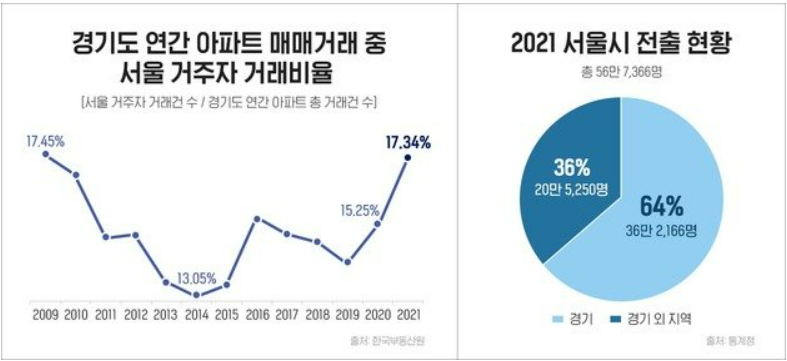 경기도 연간 아파트 매매거래 중
서울 거주자 거래비율
[서울 거주자 거래건 수 / 경기도 연간 아파트 총 거래건 수]
17.45%
17.34%
15.25%
13.05%
2009 2010 2011 2012 2013 2014 2015 2016 2017 2018 2019 2020 2021
출처: 한국부동산원
2021 서울시 전출 현황
총 56만 7,366명
36%
20만 5,250명
64%
36만 2,166명
경기 경기 외 지역
출처: 통계청